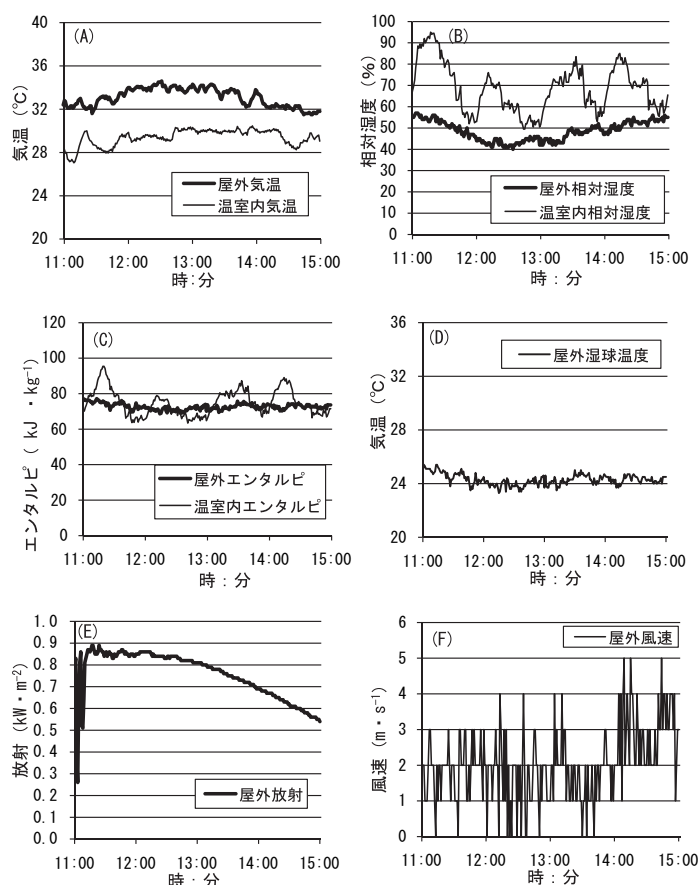 (A)
40
36
32
28
24
20
気温 (℃)
屋外気温
温室内気温
11:00 12:00 13:00 14:00 15:00
時:分
(B)
100
90
80
70
60
50
40
30
20
10
0
相対湿度 (%)
屋外相対湿度
温室内相対湿度
11:00 12:00 13:00 14:00 15:00
時:分
(C)
120
100
80
60
40
20
0
エンタルピ ( kJ ・kg⁻¹)
屋外エンタルピ
温室内エンタルピ
11:00 12:00 13:00 14:00 15:00
時:分
(D)
36
32
28
24
20
気温 (℃)
屋外湿球温度
11:00 12:00 13:00 14:00 15:00
時:分
(E)
1.0
0.9
0.8
0.7
0.6
0.5
0.4
0.3
0.2
0.1
0.0
放射 (kW・m⁻²)
屋外放射
11:00 12:00 13:00 14:00 15:00
時:分
(F)
6
5
4
3
2
1
0
風速 (m・s⁻¹)
屋外風速
11:00 12:00 13:00 14:00 15:00
時:分